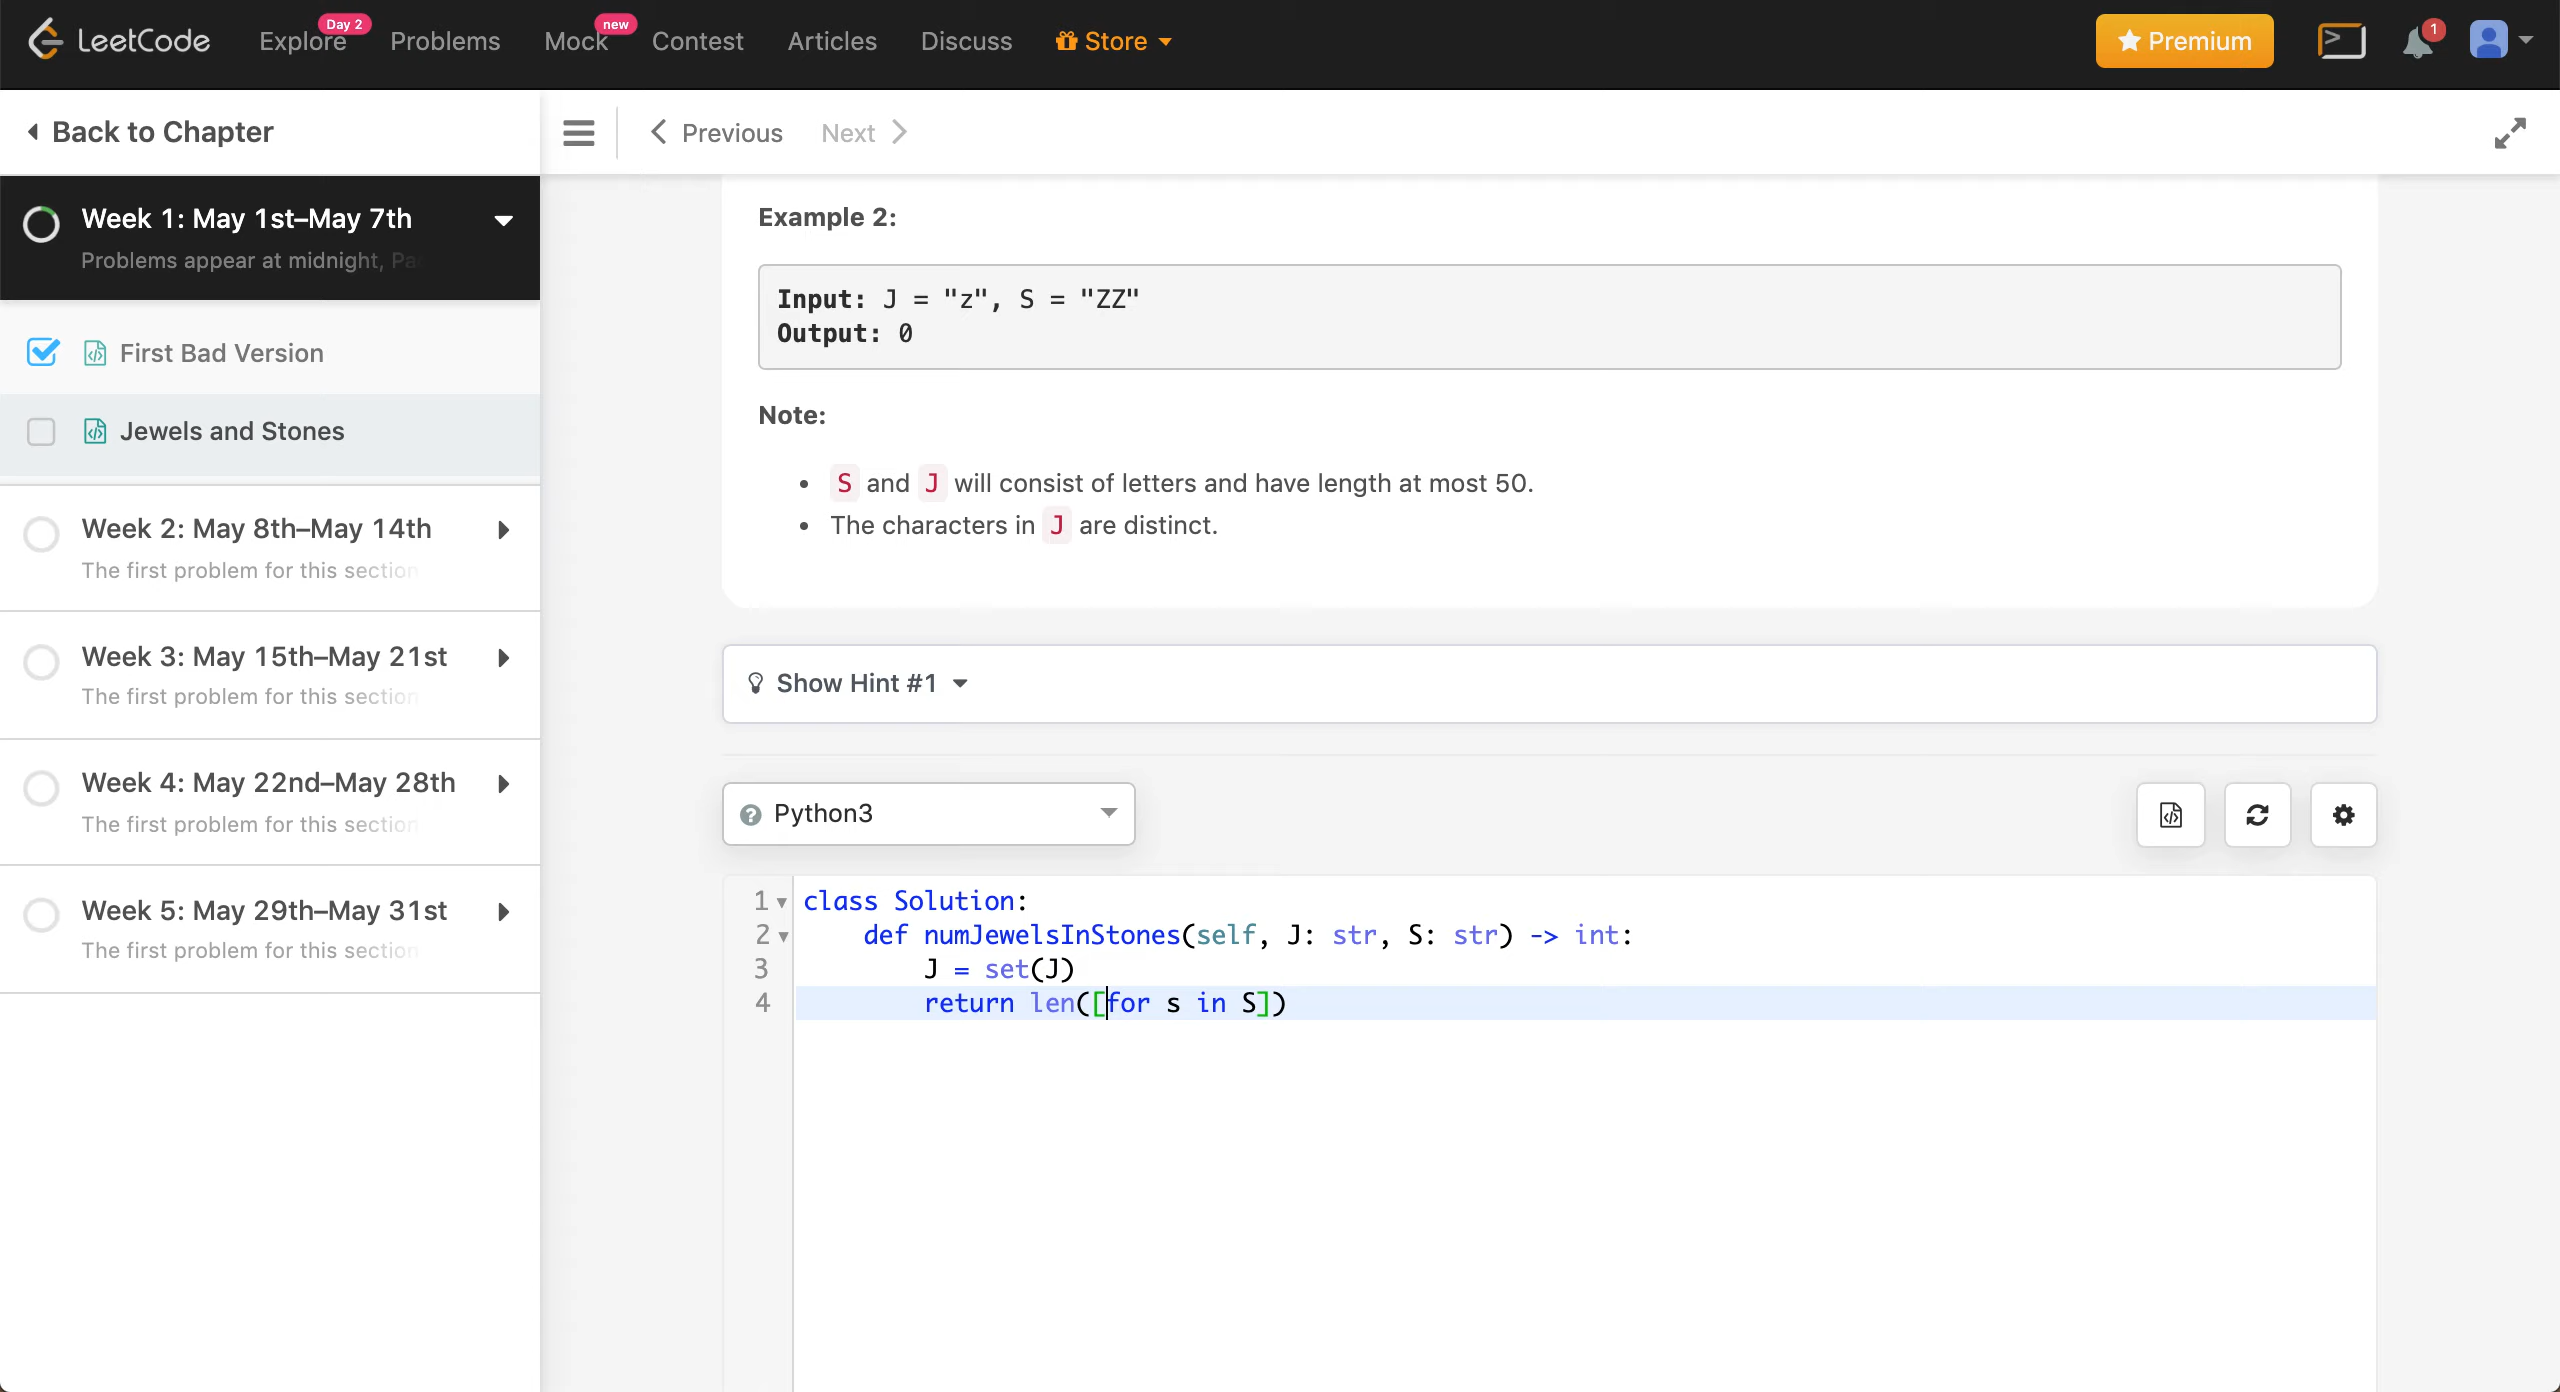 LeetCode
Explore
Day 2
Problems
Mock
new
Contest
Articles
Discuss
Store
Premium
1
Back to Chapter
Previous
Next
Week 1: May 1st–May 7th
Problems appear at midnight,
First Bad Version
Jewels and Stones
Week 2: May 8th–May 14th
The first problem for this section
Week 3: May 15th–May 21st
The first problem for this section
Week 4: May 22nd–May 28th
The first problem for this section
Week 5: May 29th–May 31st
The first problem for this section
Example 2:
Input: J = "z", S = "ZZ"
Output: 0
Note:
• S and J will consist of letters and have length at most 50.
• The characters in J are distinct.
Show Hint #1
Python3
1 class Solution:
2     def numJewelsInStones(self, J: str, S: str) -> int:
3         J = set(J)
4         return len([for s in S])